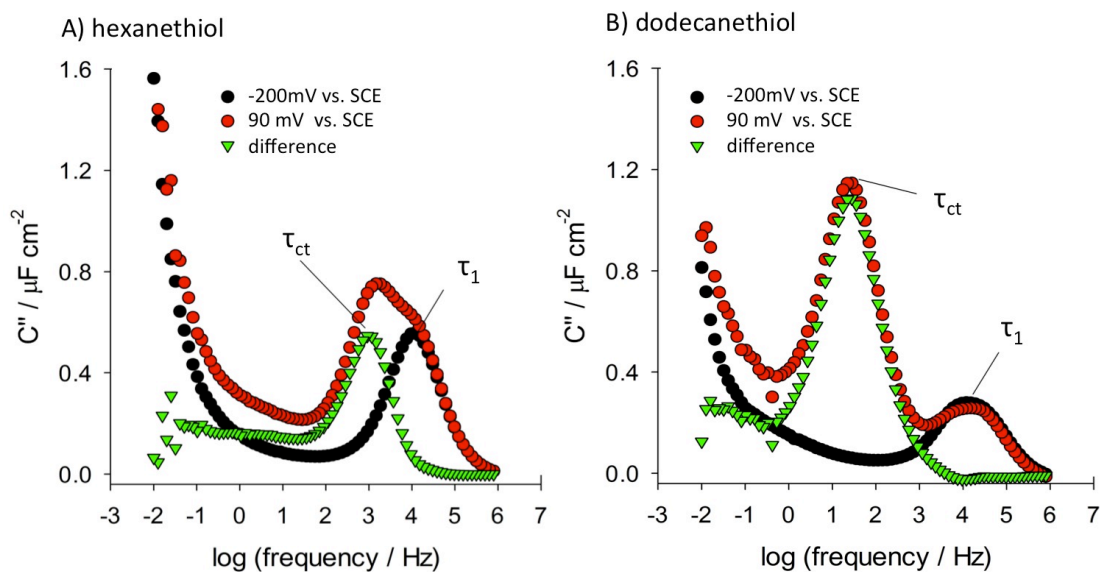 A) hexanethiol
1.6
1.2
0.8
0.4
0.0
C'' / μF cm-2
-200mV vs. SCE
90 mV vs. SCE
difference
τct
τ1
-3 -2 -1 0 1 2 3 4 5 6 7
log (frequency / Hz)
B) dodecanethiol
1.6
1.2
0.8
0.4
0.0
C'' / μF cm-2
-200mV vs. SCE
90 mV vs. SCE
difference
τct
τ1
-3 -2 -1 0 1 2 3 4 5 6 7
log (frequency / Hz)